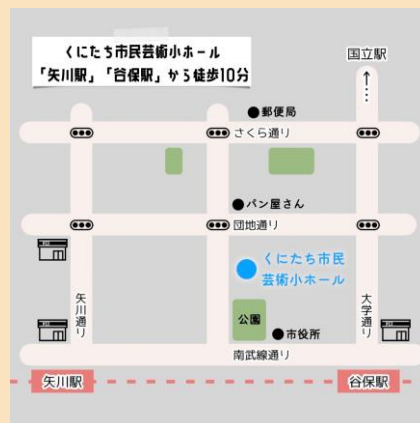 くにたち市民芸術小ホール
「矢川駅」「谷保駅」から徒歩10分
国立駅
●郵便局
さくら通り
●パン屋さん
団地通り
くにたち市民
芸術小ホール
矢川通り
公園
大学通り
●市役所
南武線通り
矢川駅
谷保駅